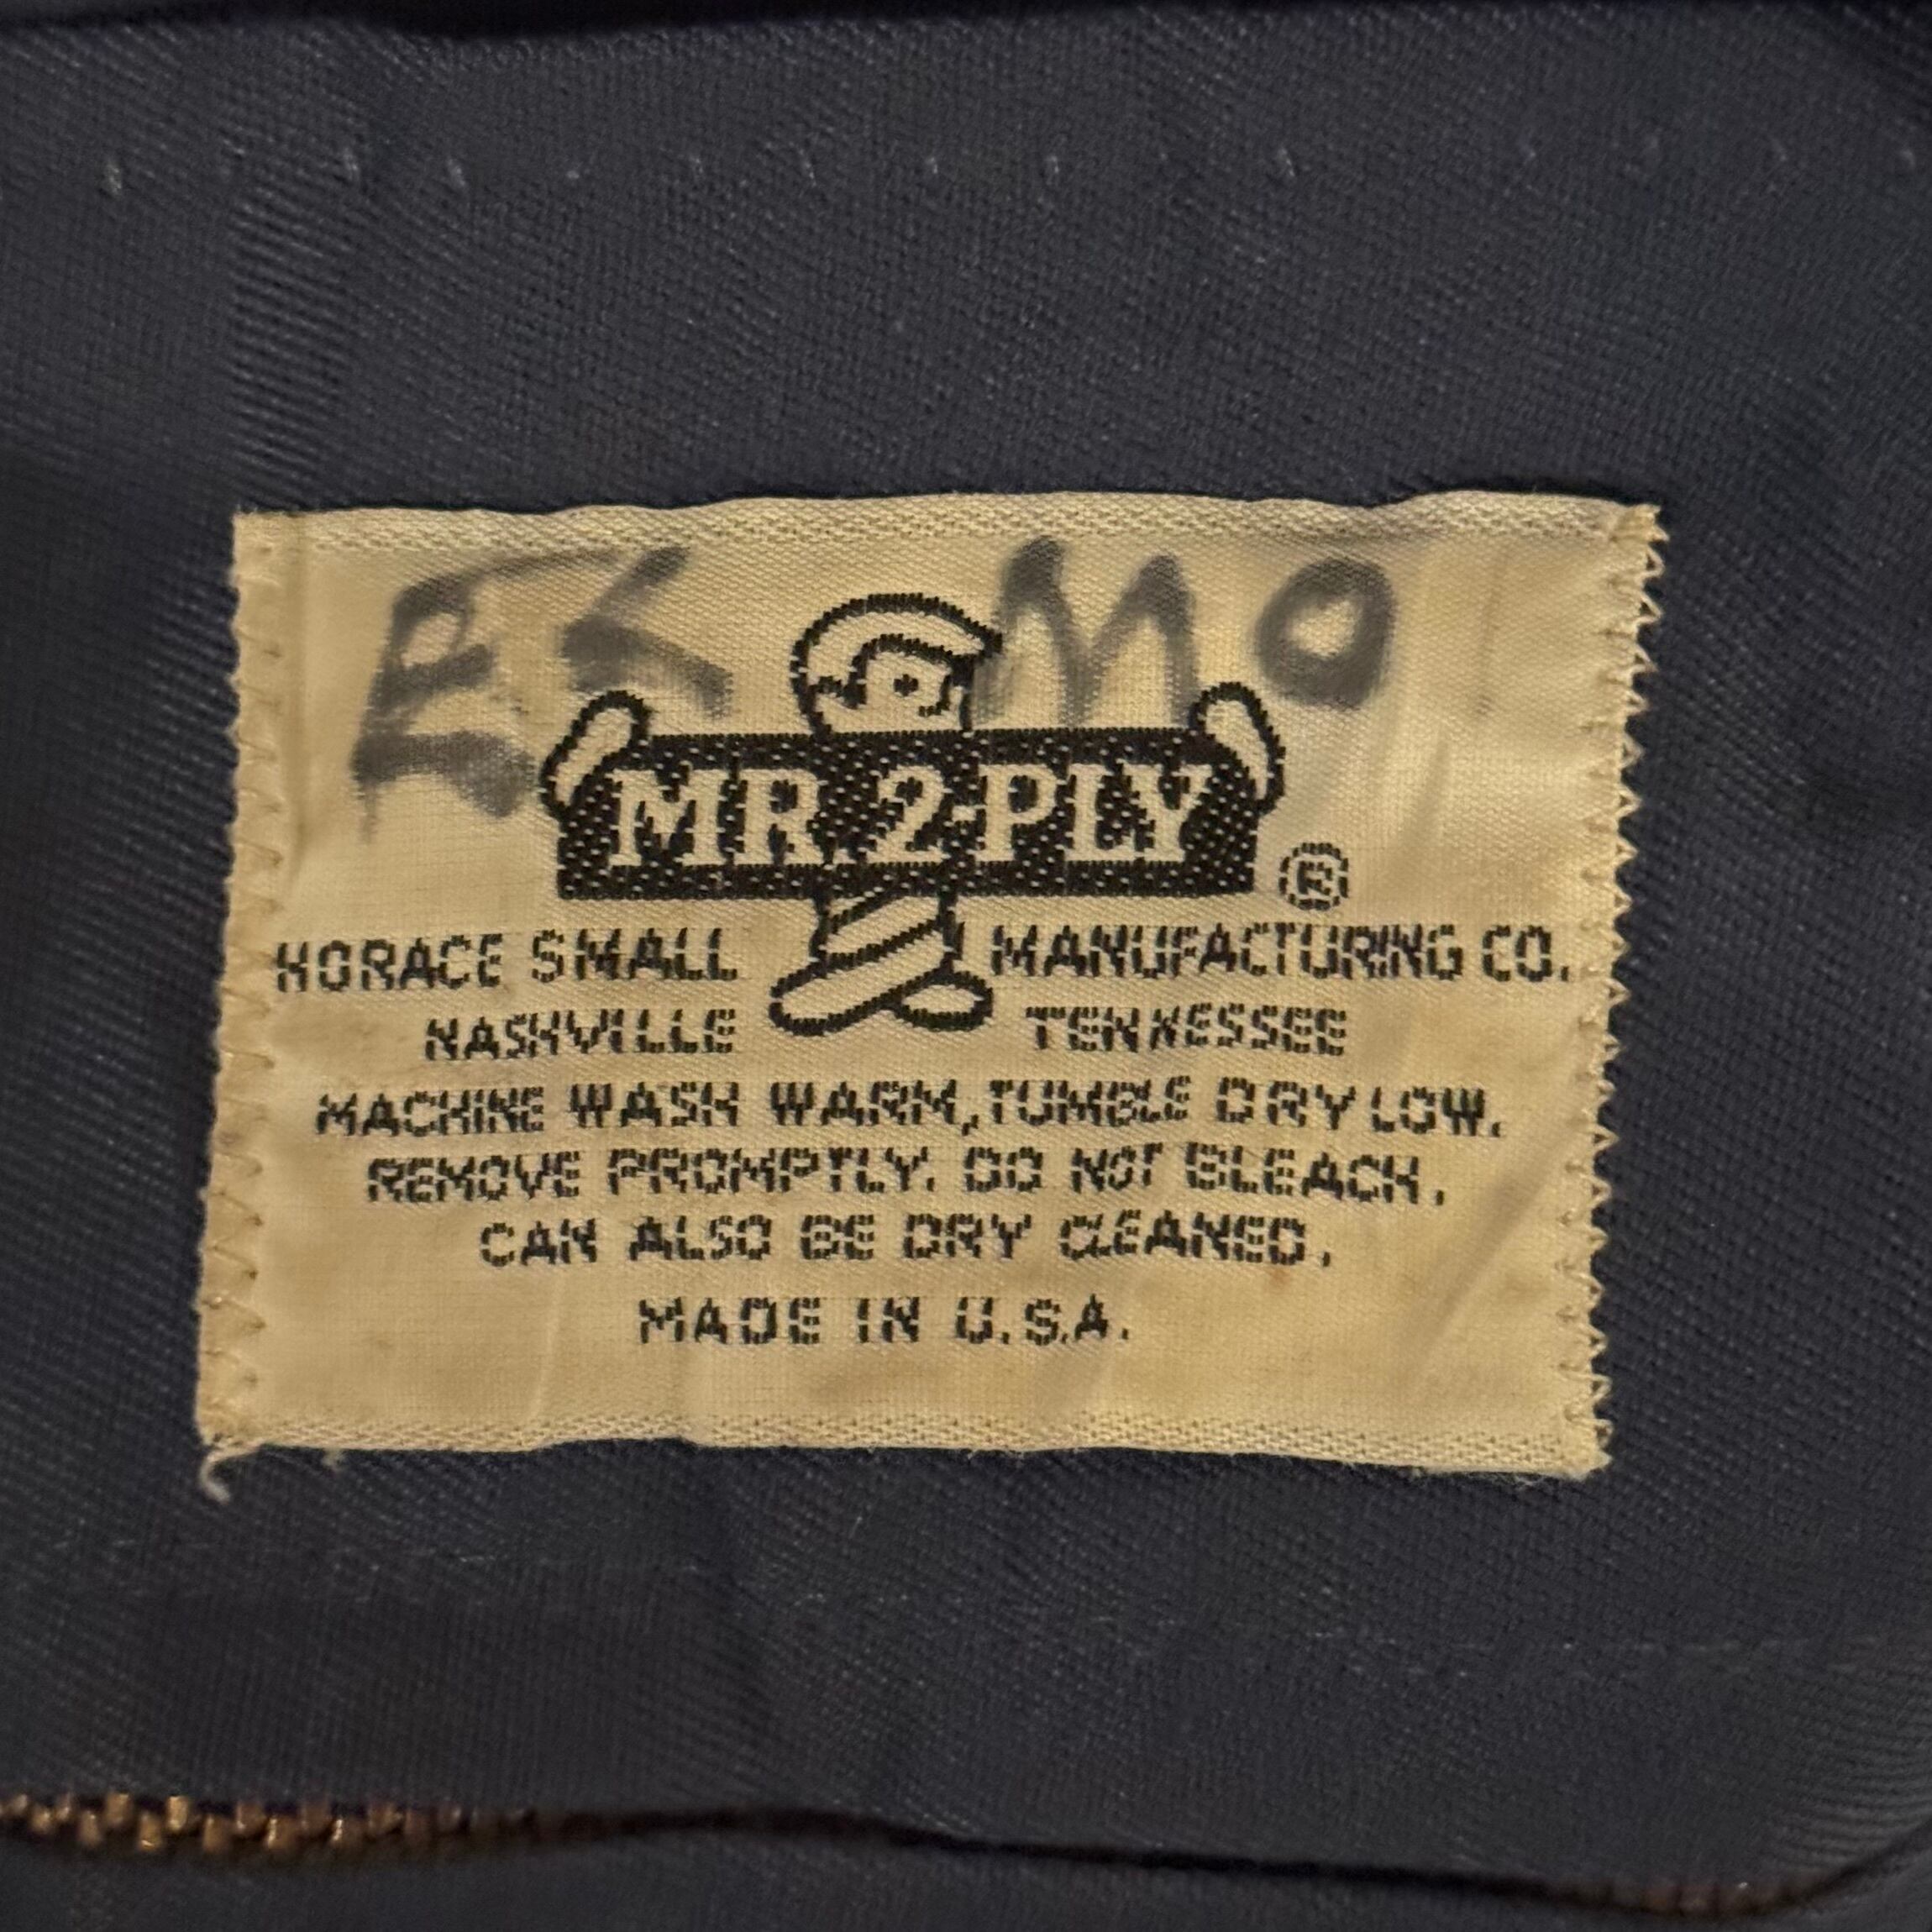 MO
MR 2-PLY ®
HORACE SMALL MANUFACTURING CO.
NASHVILLE TENNESSEE
MACHINE WASH WARM, TUMBLE DRY LOW.
REMOVE PROMPTLY. DO NOT BLEACH.
CAN ALSO BE DRY CLEANED.
MADE IN U.S.A.